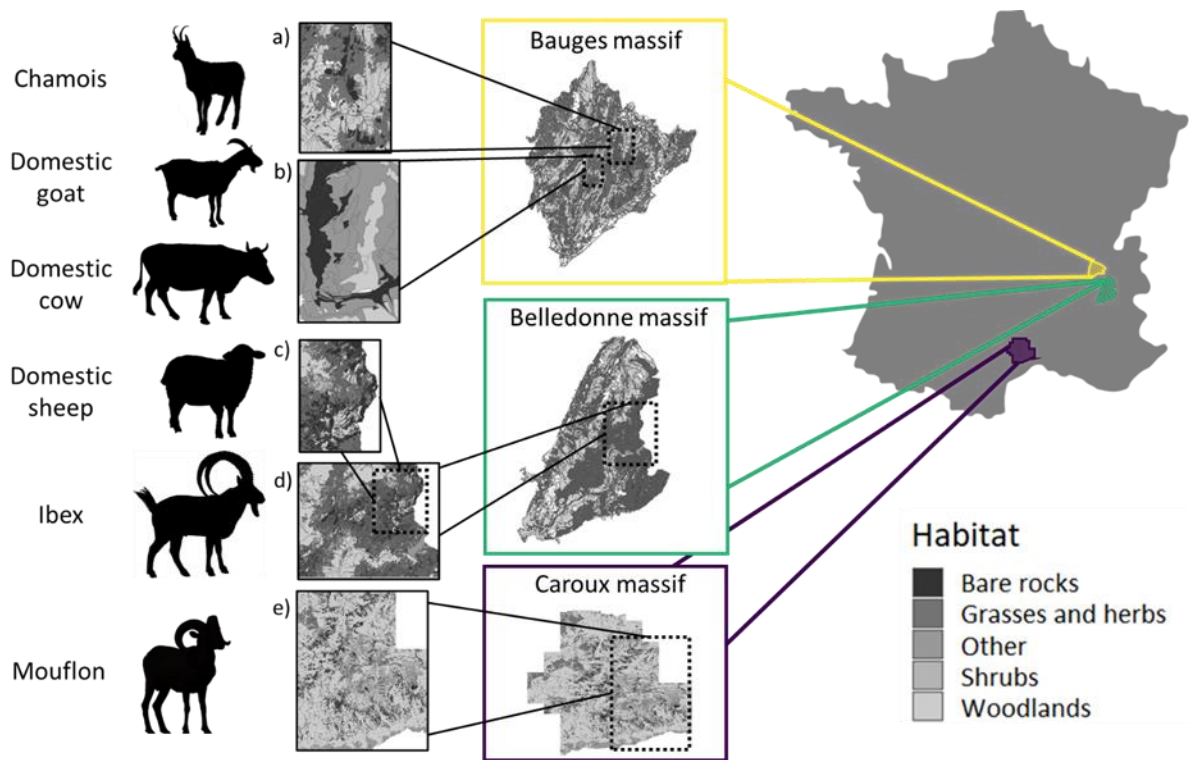 Chamois
Domestic
goat
Domestic
cow
Domestic
sheep
Ibex
Mouflon
a)
b)
c)
d)
e)
Bauges massif
Belledonne massif
Caroux massif
Habitat
Bare rocks
Grasses and herbs
Other
Shrubs
Woodlands